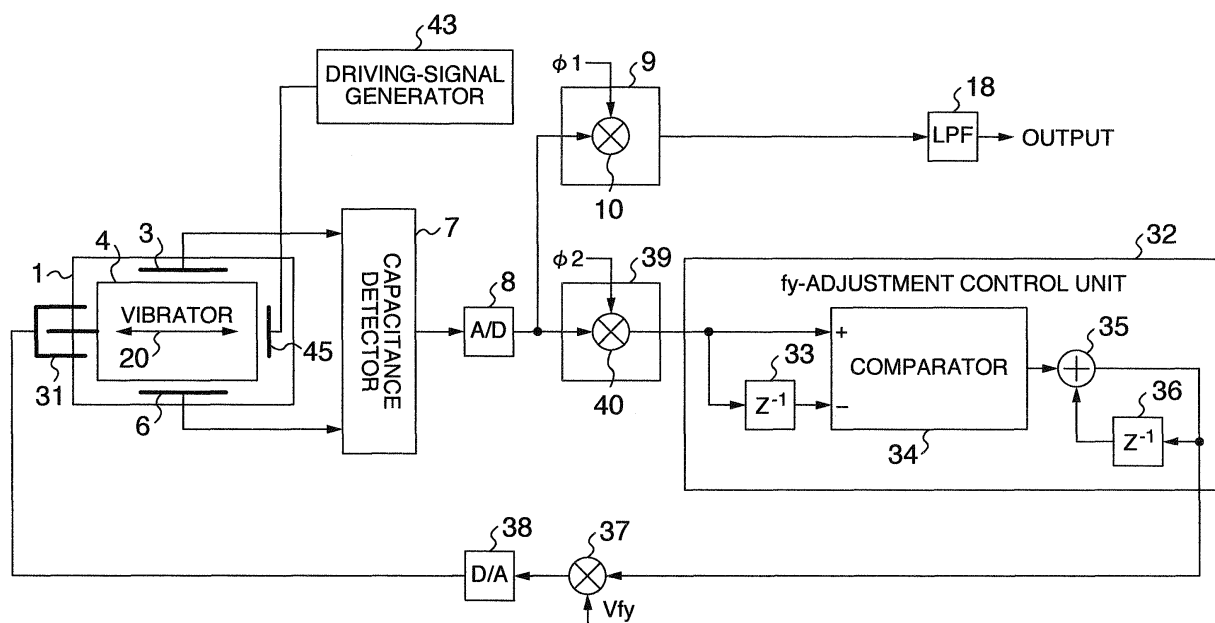 43
DRIVING-SIGNAL
GENERATOR
φ1
9
10
18
LPF
OUTPUT
1
4
3
VIBRATOR
20
31
6
45
7
CAPACITANCE
DETECTOR
8
A/D
φ2
39
40
32
fy-ADJUSTMENT CONTROL UNIT
+
−
COMPARATOR
34
33
Z-1
35
36
Z-1
38
D/A
37
Vfy